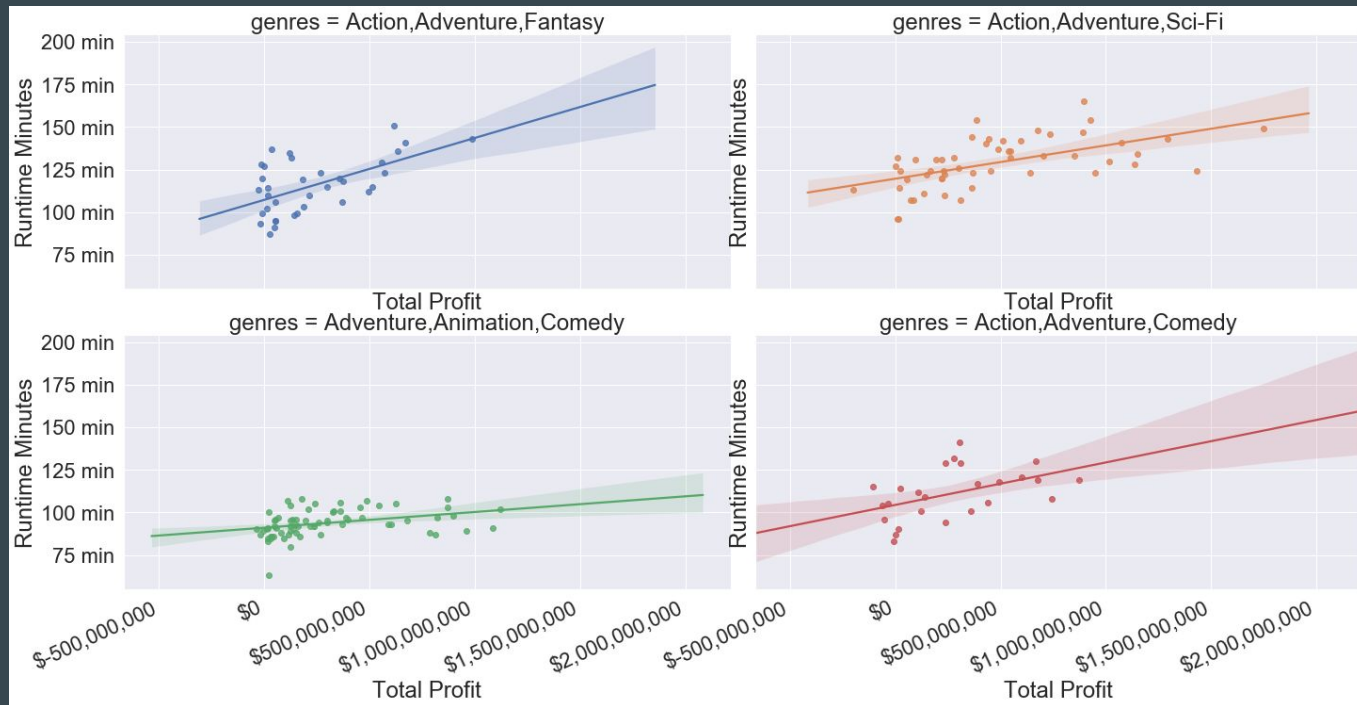 genres = Action,Adventure,Fantasy
200 min
175 min
150 min
125 min
100 min
75 min
Runtime Minutes
Total Profit
genres = Action,Adventure,Sci-Fi
Runtime Minutes
Total Profit
genres = Adventure,Animation,Comedy
200 min
175 min
150 min
125 min
100 min
75 min
Runtime Minutes
$-500,000,000
$0
$500,000,000
$1,000,000,000
$1,500,000,000
$2,000,000,000
Total Profit
genres = Action,Adventure,Comedy
Runtime Minutes
$-500,000,000
$0
$500,000,000
$1,000,000,000
$1,500,000,000
$2,000,000,000
Total Profit